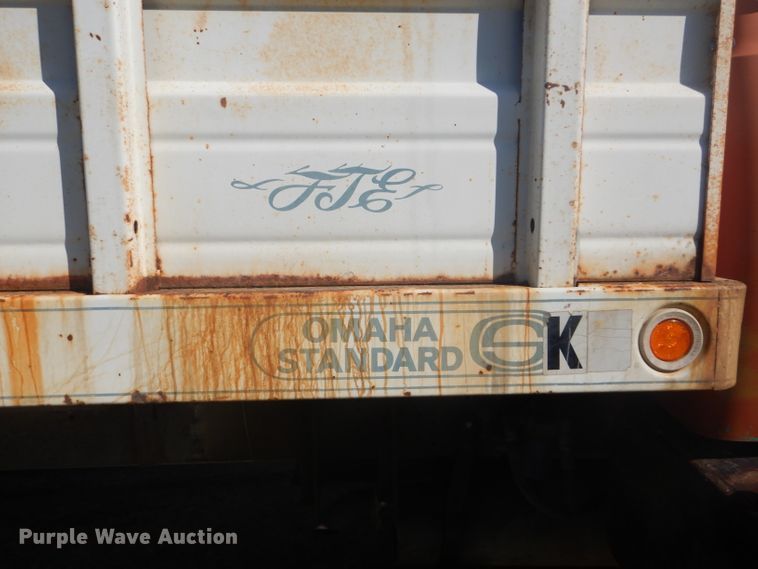 FTE
OMAHA
STANDARD
K
Purple Wave Auction